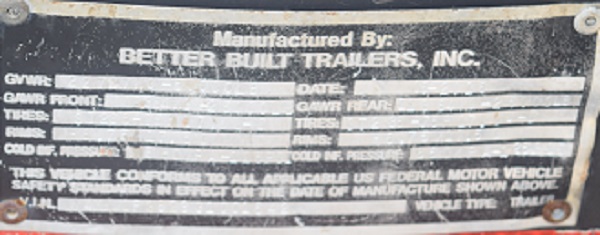 Manufactured By:
BETTER BUILT TRAILERS, INC.
GVWR: DATE:
GAWR FRONT: GAWR REAR:
TIRES: TIRES:
RIMS: RIMS:
COLD INF. PRESSURE: COLD INF. PRESSURE:
THIS VEHICLE CONFORMS TO ALL APPLICABLE US FEDERAL MOTOR VEHICLE
SAFETY STANDARDS IN EFFECT ON THE DATE OF MANUFACTURE SHOWN ABOVE.
V.I.N. VEHICLE TYPE: TRAILER